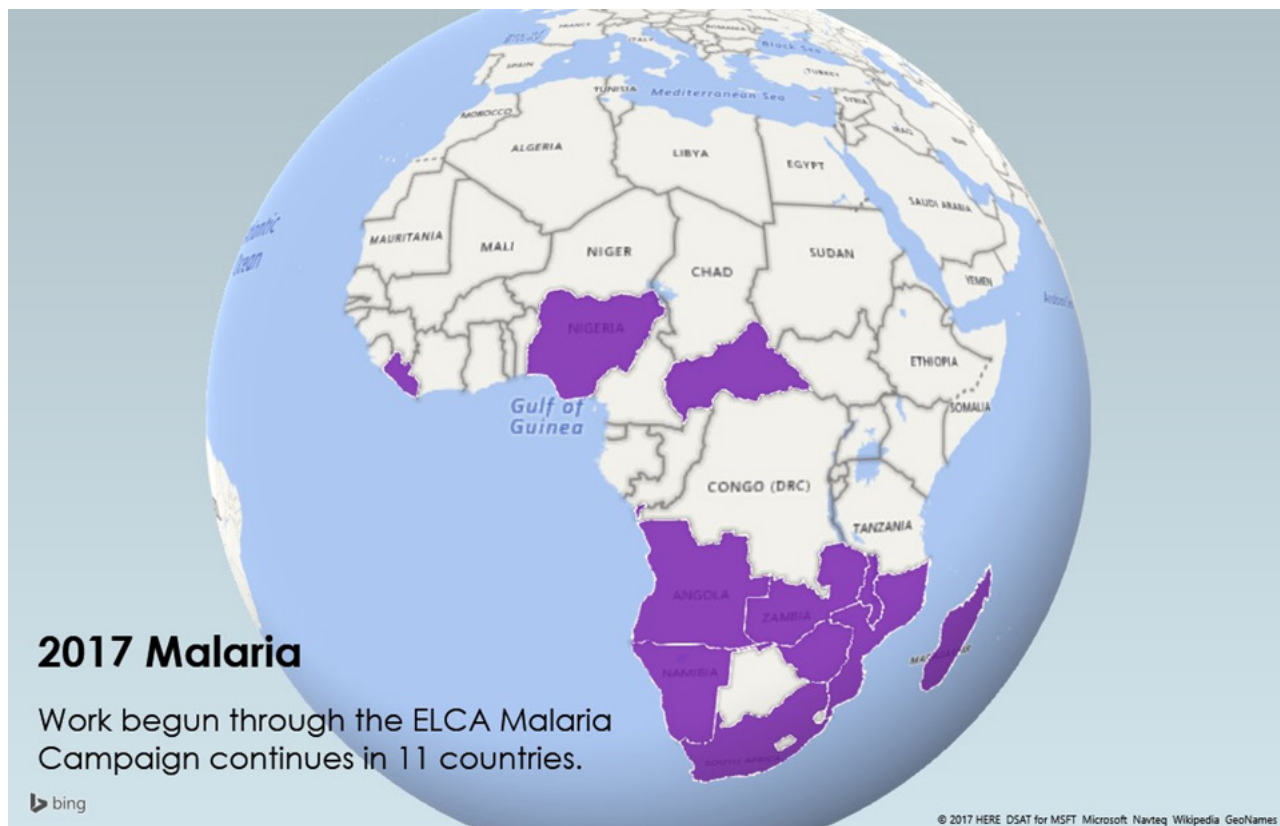 FRANCE
ROMANIA
ITALY
Black Sea
SPAIN
TURKEY
TUNISIA
Mediterranean Sea
SYRIA
MOROCCO
IRAQ
ALGERIA
LIBYA
EGYPT
SAUDI ARABIA
MAURITANIA
MALI
NIGER
CHAD
SUDAN
YEMEN
NIGERIA
ETHIOPIA
SOMALIA
Gulf of
Guinea
CONGO (DRC)
TANZANIA
ANGOLA
ZAMBIA
2017 Malaria
NAMIBIA
Work begun through the ELCA Malaria
Campaign continues in 11 countries.
SOUTH AFRICA
bing
© 2017 HERE DSAT for MSFT Microsoft Navteq Wikipedia GeoNames